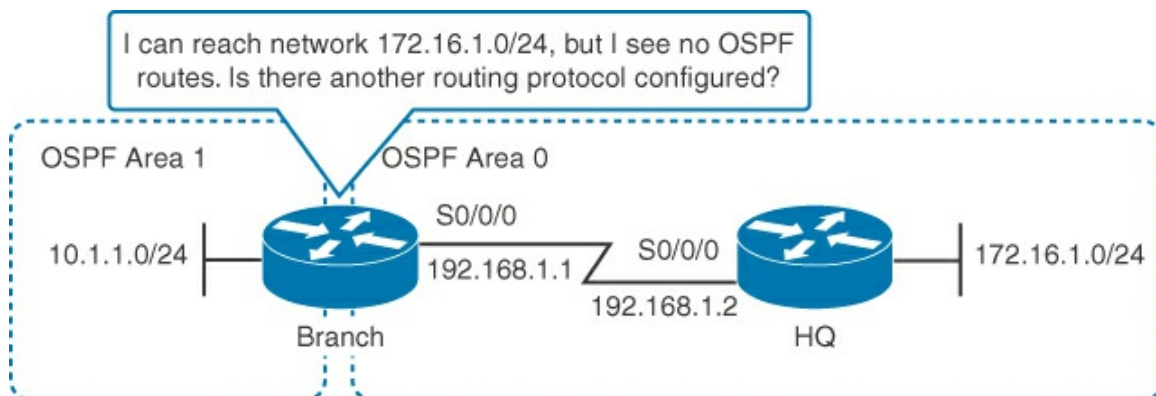 I can reach network 172.16.1.0/24, but I see no OSPF
routes. Is there another routing protocol configured?
OSPF Area 1
OSPF Area 0
S0/0/0
10.1.1.0/24
S0/0/0
172.16.1.0/24
192.168.1.1
192.168.1.2
Branch
HQ